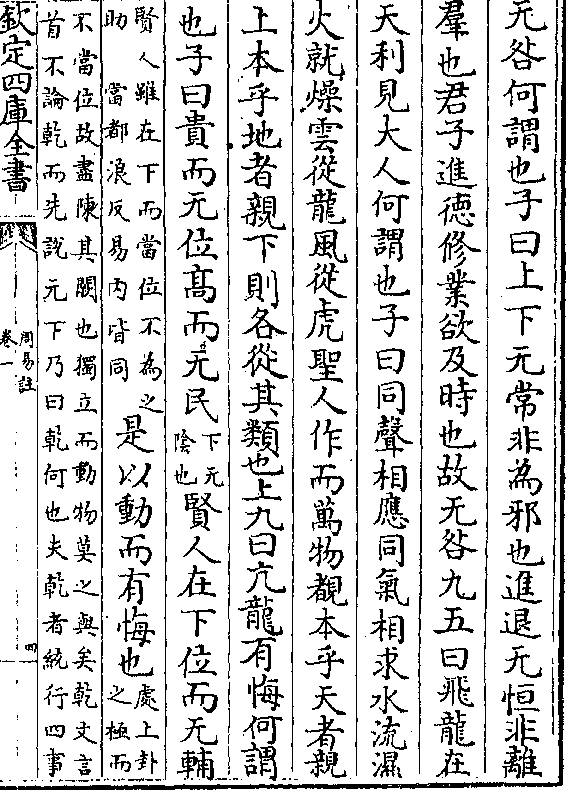 无咎何謂也子曰上下无常非為邪也進退无恒非離
羣也君子進德修業欲及時也故无咎九五曰飛龍在
天利見大人何謂也子曰同聲相應同氣相求水流濕
火就燥雲從龍風從虎聖人作而萬物覩本乎天者親
上本乎地者親下則各從其類也上九曰亢龍有悔何謂
也子曰貴而无位髙而无民
下无
陰也
賢人在下位而无輔
賢人雖在下而當位不為之
助　當都浪反易内皆同
是以動而有悔也
處上卦
之極而
不當位故盡陳其闕也獨立而動物莫之與矣乾文言
首不論乾而先說元下乃曰乾何也夫乾者統行四事
欽定四庫全書
周易註
卷一
四